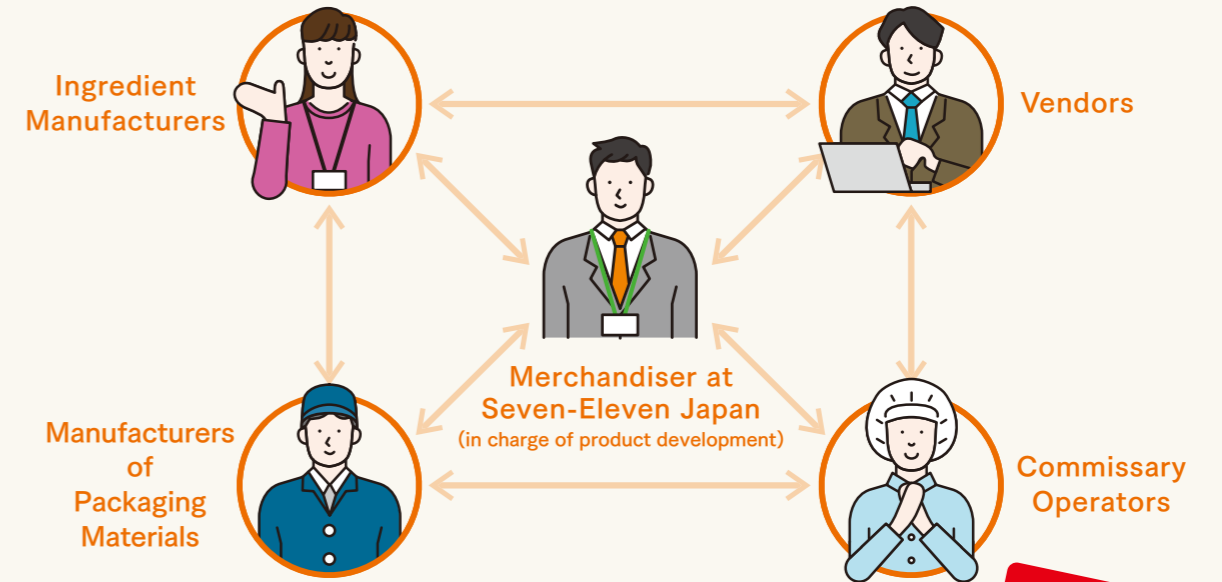 Ingredient
Manufacturers
Vendors
Merchandiser at
Seven-Eleven Japan
(in charge of product development)
Manufacturers
of
Packaging
Materials
Commissary
Operators